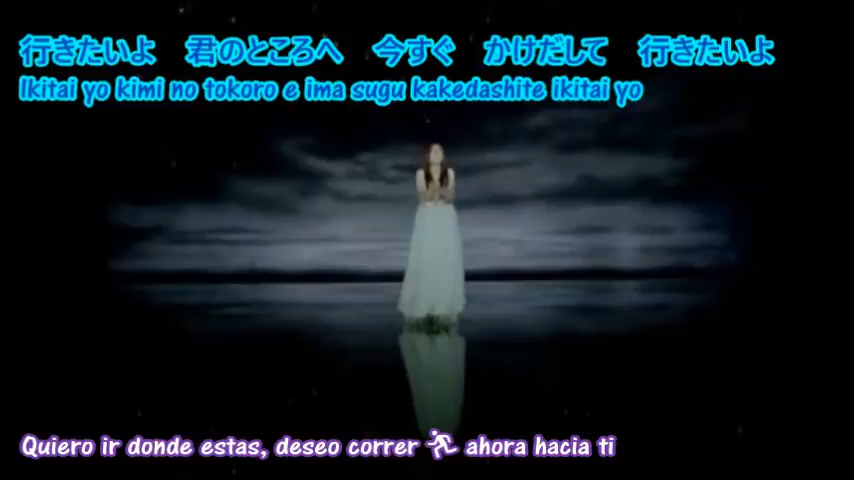 行きたいよ　君のところへ　今すぐ　かけだして　行きたいよ
Ikitai yo kimi no tokoro e ima sugu kakedashite ikitai yo
Quiero ir donde estas, deseo correr 🏃 ahora hacia ti